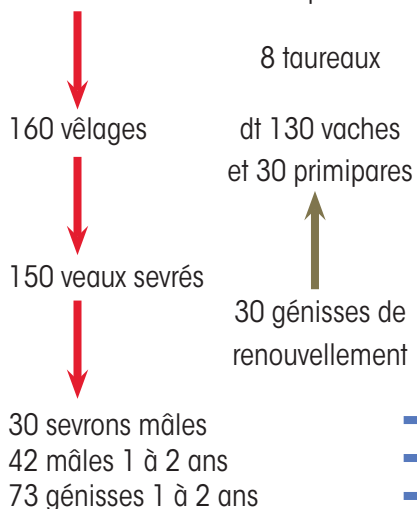 8 taureaux
160 vêlages
dt 130 vaches
et 30 primipares
150 veaux sevrés
30 génisses de
renouvellement
30 sevrons mâles
42 mâles 1 à 2 ans
73 génisses 1 à 2 ans